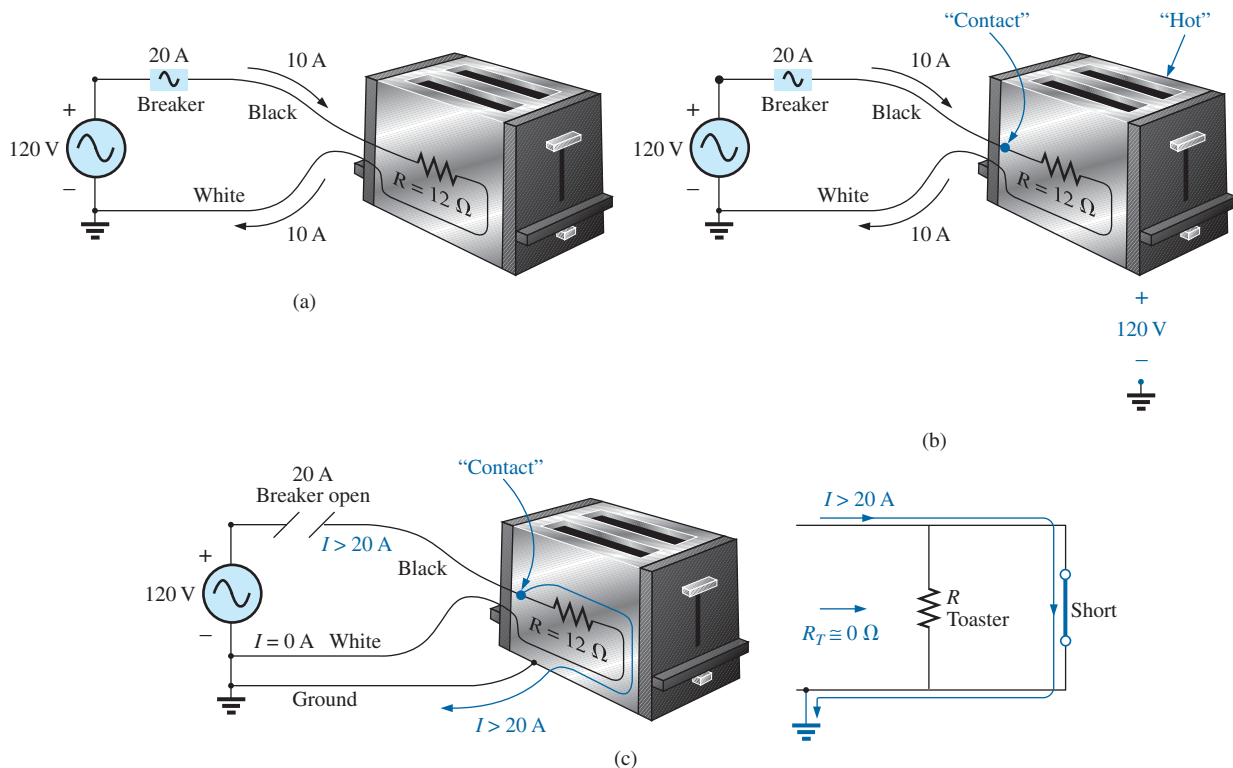 20 A
Breaker
10 A
Black
+
120 V
–
R = 12 Ω
White
10 A
(a)
“Contact”
“Hot”
20 A
Breaker
10 A
Black
+
120 V
–
R = 12 Ω
White
10 A
+
120 V
–
(b)
20 A
Breaker open
I > 20 A
“Contact”
Black
+
120 V
–
R = 12 Ω
I = 0 A White
Ground
I > 20 A
I > 20 A
R
Toaster
Short
R_T ≅ 0 Ω
(c)